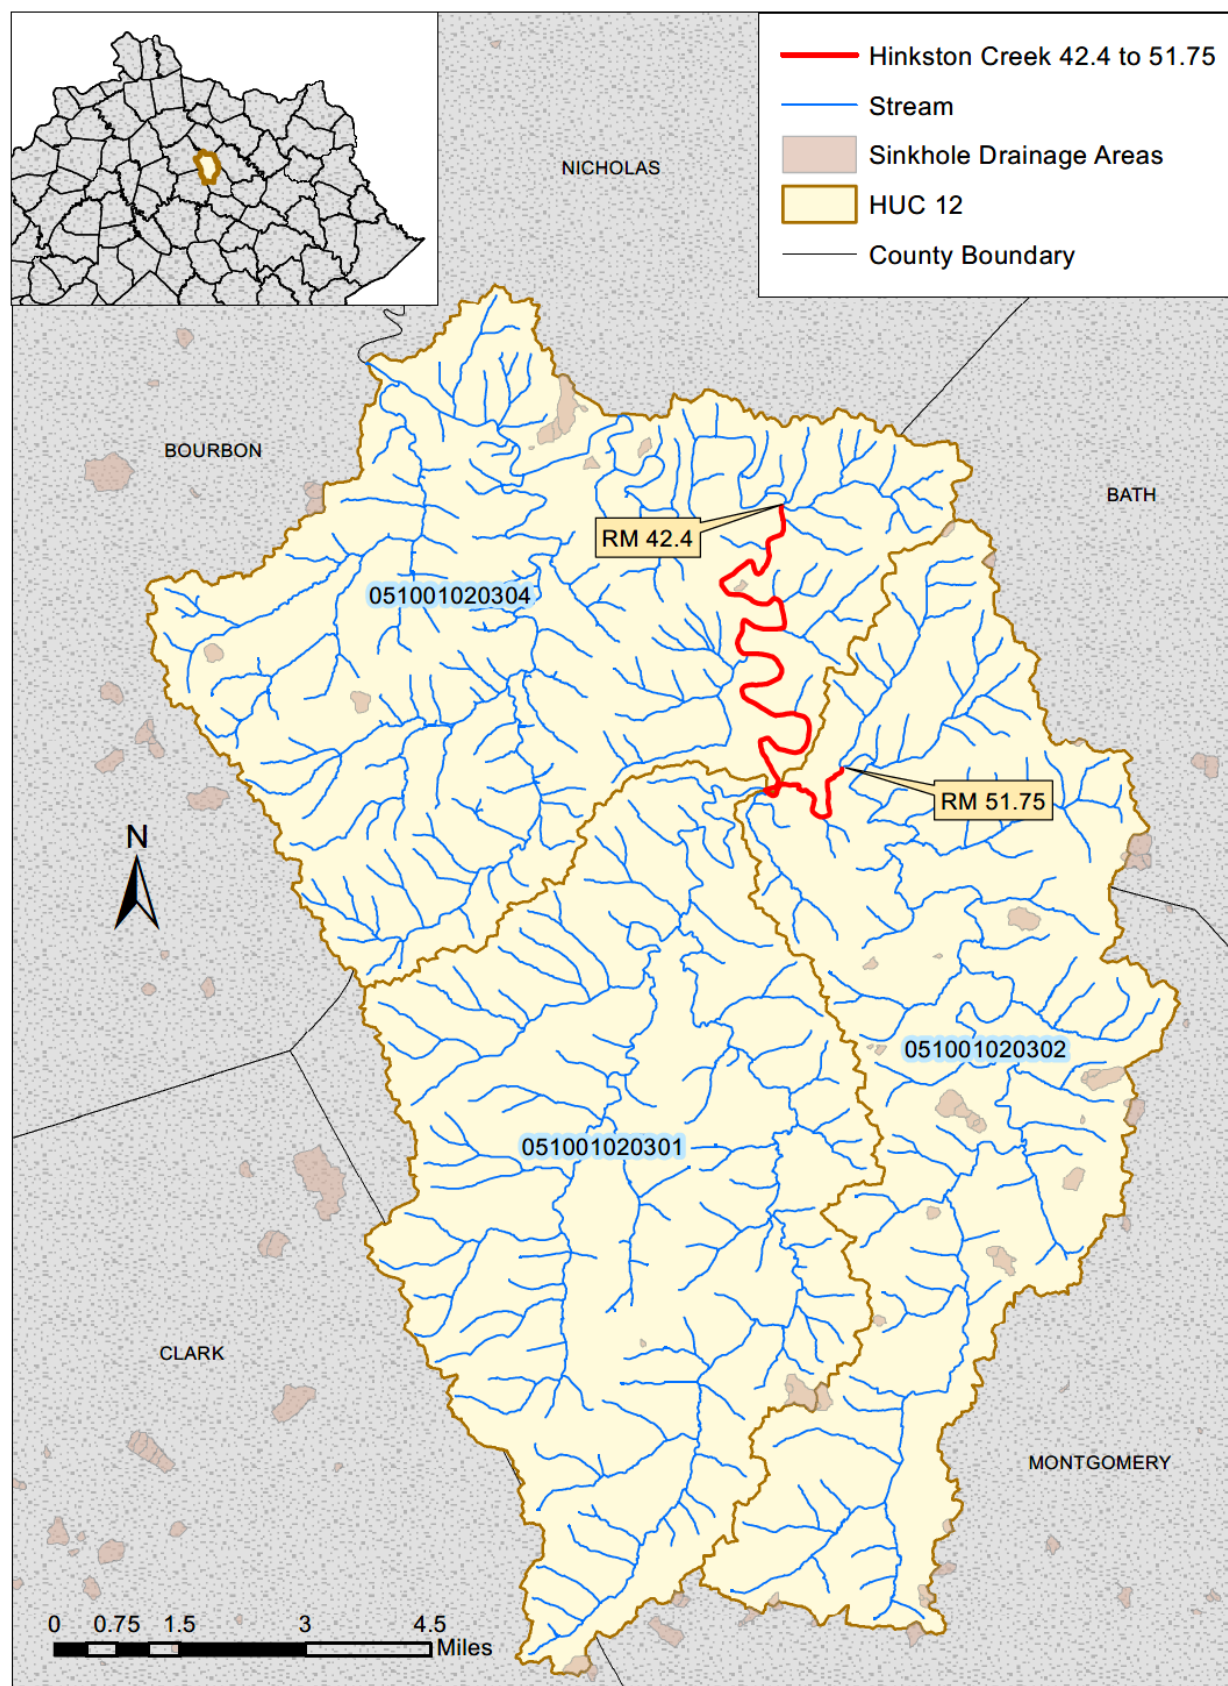 Hinkston Creek 42.4 to 51.75
Stream
Sinkhole Drainage Areas
HUC 12
County Boundary
NICHOLAS
BOURBON
BATH
RM 42.4
051001020304
RM 51.75
N
051001020302
051001020301
CLARK
MONTGOMERY
0 0.75 1.5 3 4.5
Miles